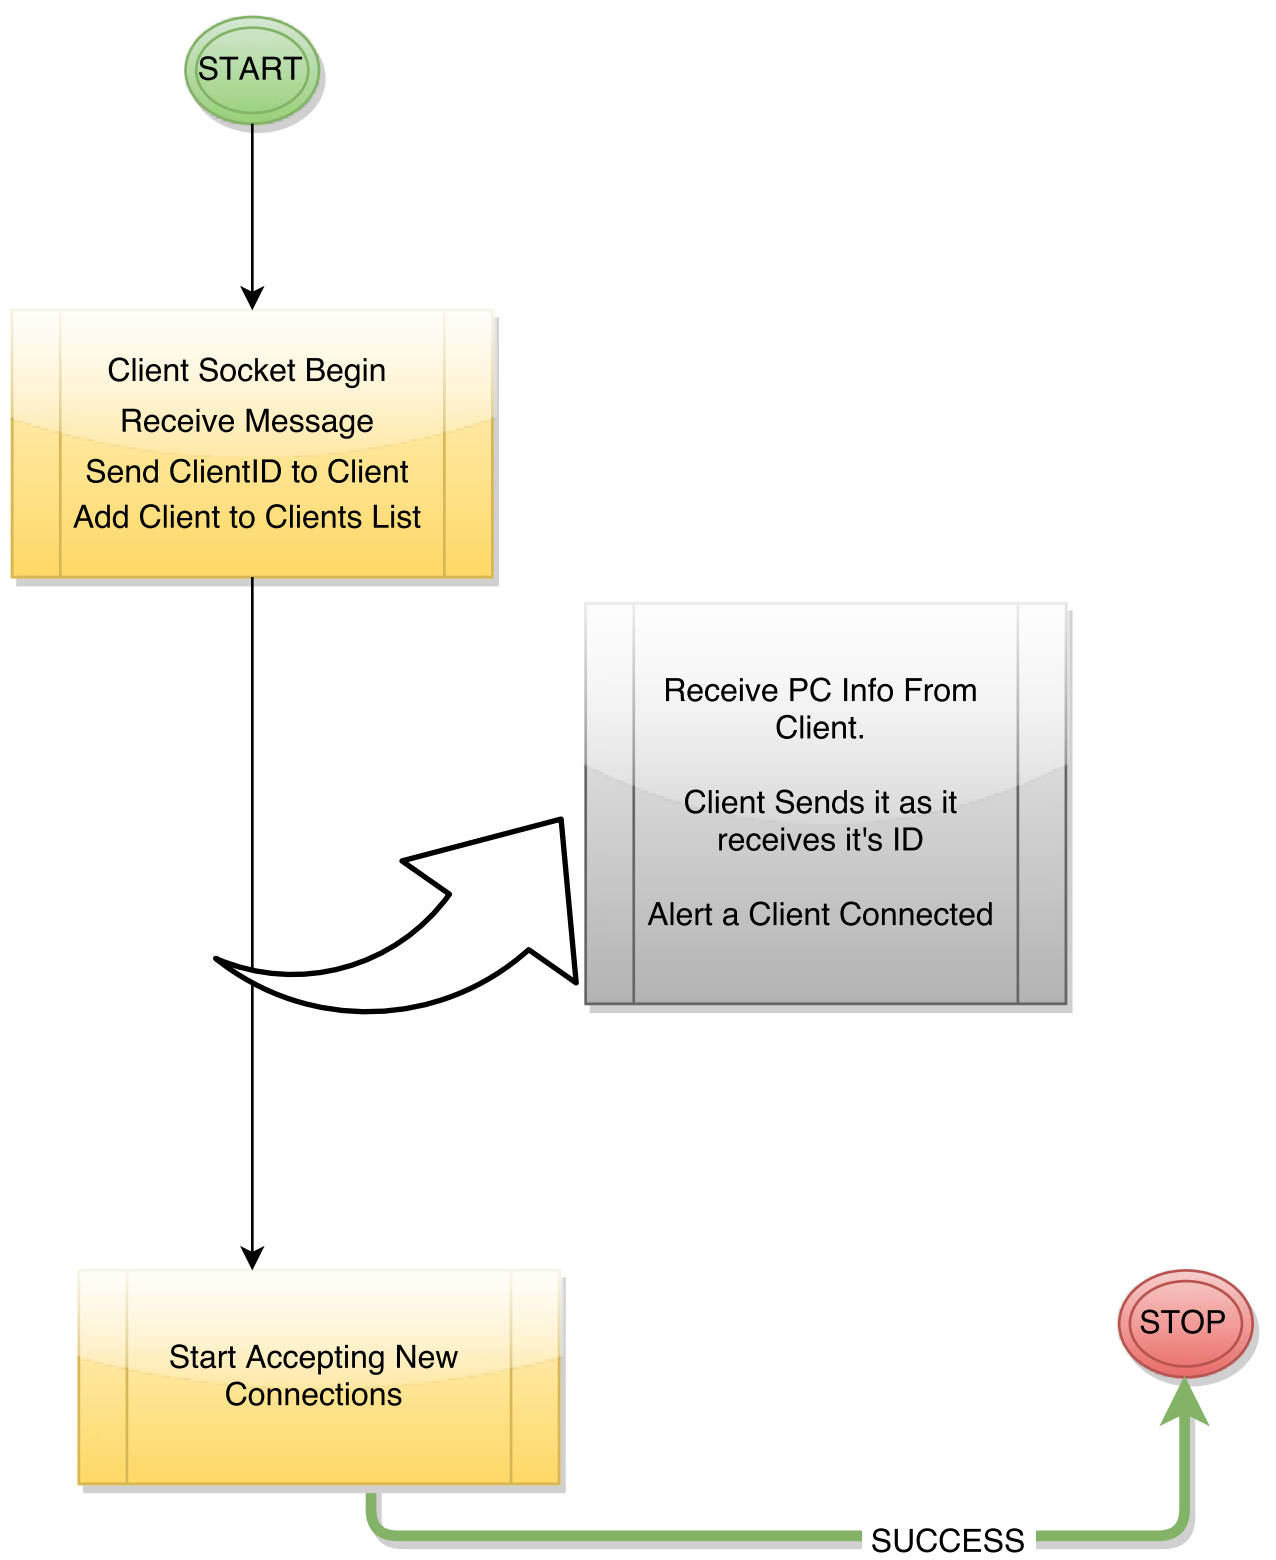 START
Client Socket Begin
Receive Message
Send ClientID to Client
Add Client to Clients List
Receive PC Info From
Client.
Client Sends it as it
receives it's ID
Alert a Client Connected
Start Accepting New
Connections
STOP
SUCCESS